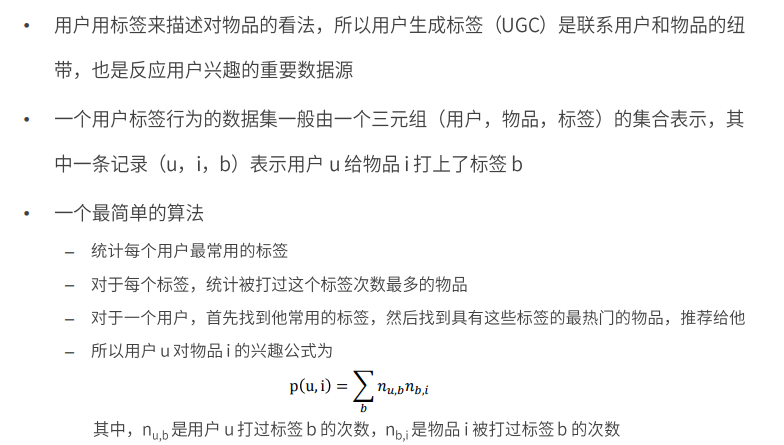 • 用户用标签来描述对物品的看法，所以用户生成标签（UGC）是联系用户和物品的纽
带，也是反应用户兴趣的重要数据源
• 一个用户标签行为的数据集一般由一个三元组（用户，物品，标签）的集合表示，其
中一条记录（u，i，b）表示用户 u 给物品 i 打上了标签 b
• 一个最简单的算法
– 统计每个用户最常用的标签
– 对于每个标签，统计被打过这个标签次数最多的物品
– 对于一个用户，首先找到他常用的标签，然后找到具有这些标签的最热门的物品，推荐给他
– 所以用户 u 对物品 i 的兴趣公式为
p(u, i) = ∑_b n_{u,b} n_{b,i}
其中，n_{u,b} 是用户 u 打过标签 b 的次数，n_{b,i} 是物品 i 被打过标签 b 的次数